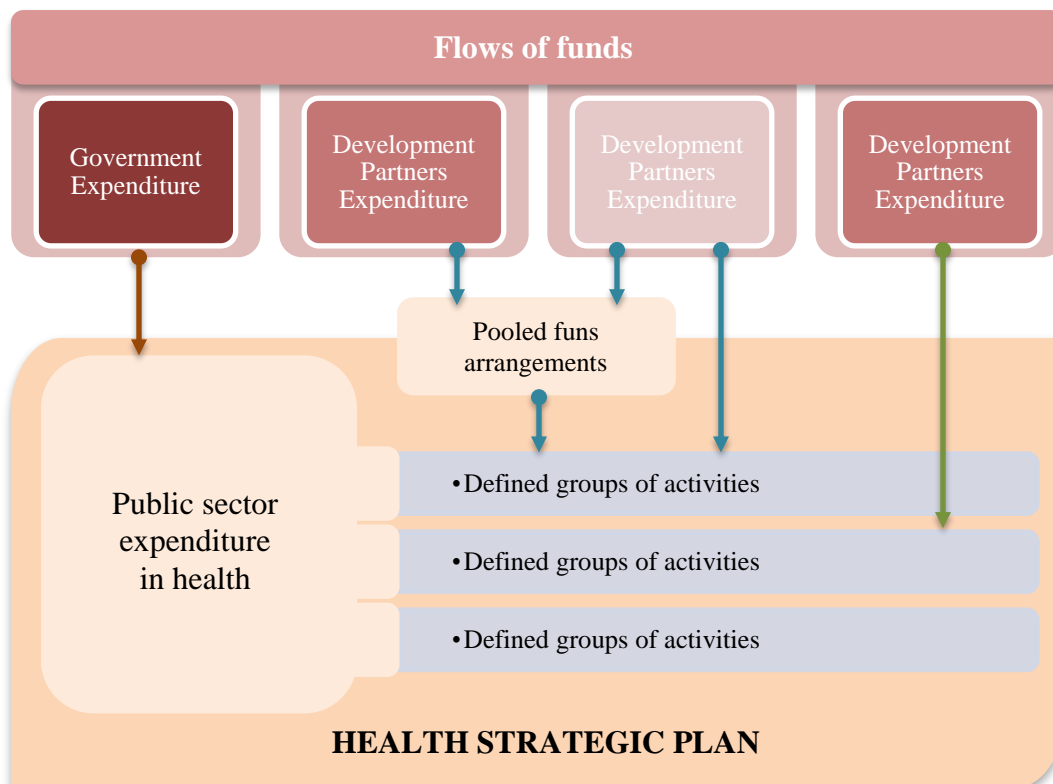 Flows of funds
Government
Expenditure
Development
Partners
Expenditure
Development
Partners
Expenditure
Development
Partners
Expenditure
Pooled funs
arrangements
Public sector
expenditure
in health
•Defined groups of activities
•Defined groups of activities
•Defined groups of activities
HEALTH STRATEGIC PLAN